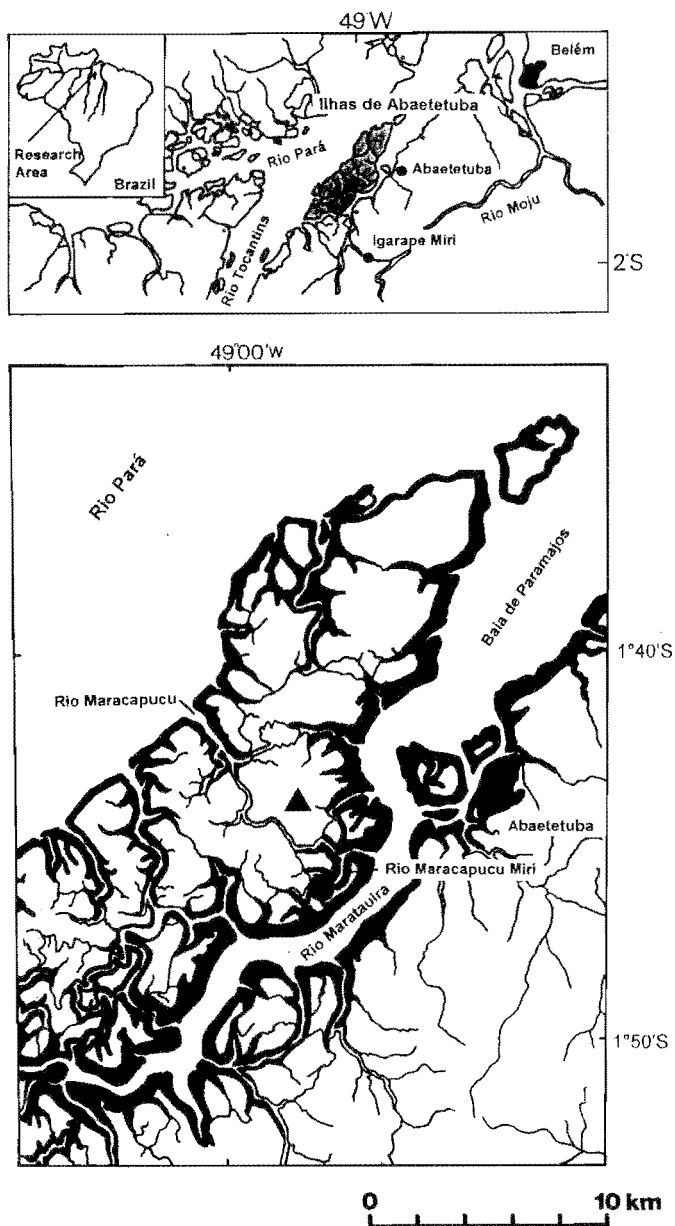 49°W
Belém
Ilhas de Abaetetuba
Rio Pará
Research
Area
Brazil
Abaetetuba
Rio Moju
Rio Tocantins
Igarape Miri
2°S
49°00'W
Rio Pará
Baia de Paramajos
1°40'S
Rio Maracapucu
Abaetetuba
Rio Maracapucu Miri
Rio Maratauira
1°50'S
0 10 km